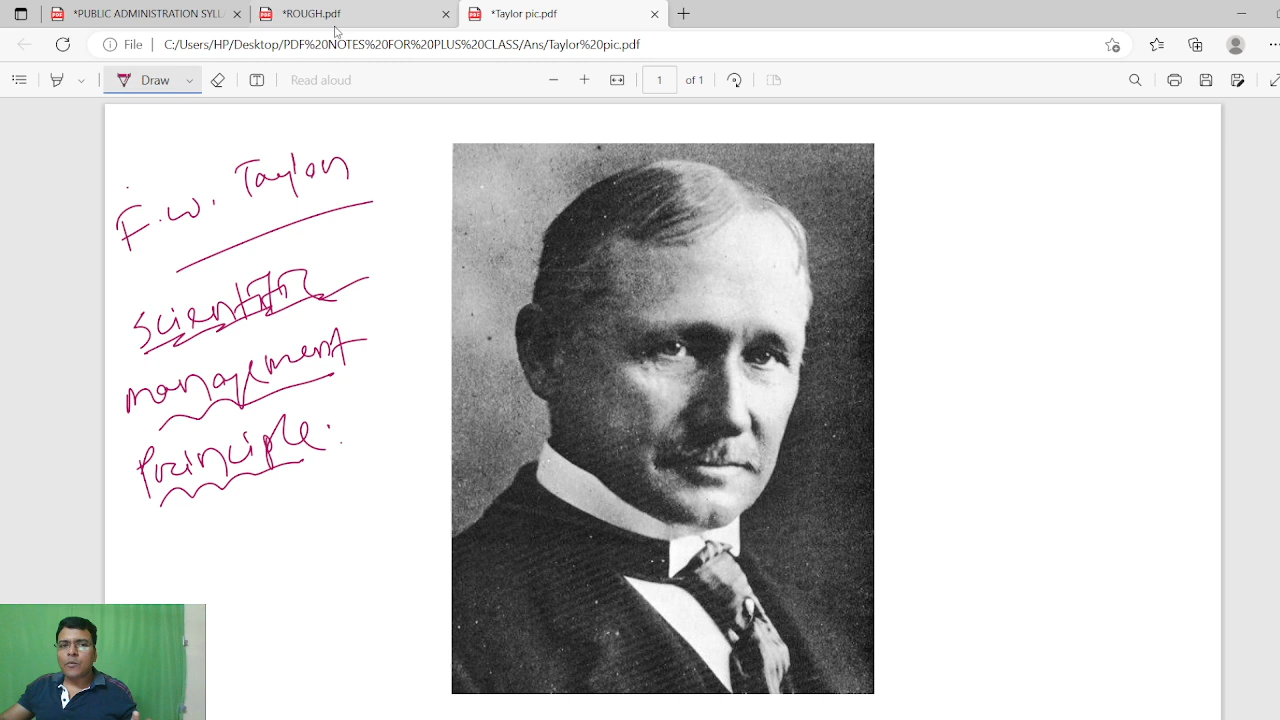 *PUBLIC ADMINISTRATION SYLLA
*ROUGH.pdf
*Taylor pic.pdf
File
C:/Users/HP/Desktop/PDF%20NOTES%20FOR%20PLUS%20CLASS/Ans/Taylor%20pic.pdf
Draw
Read aloud
1
of 1
F.W. Taylor
Scientific
management
Principle.